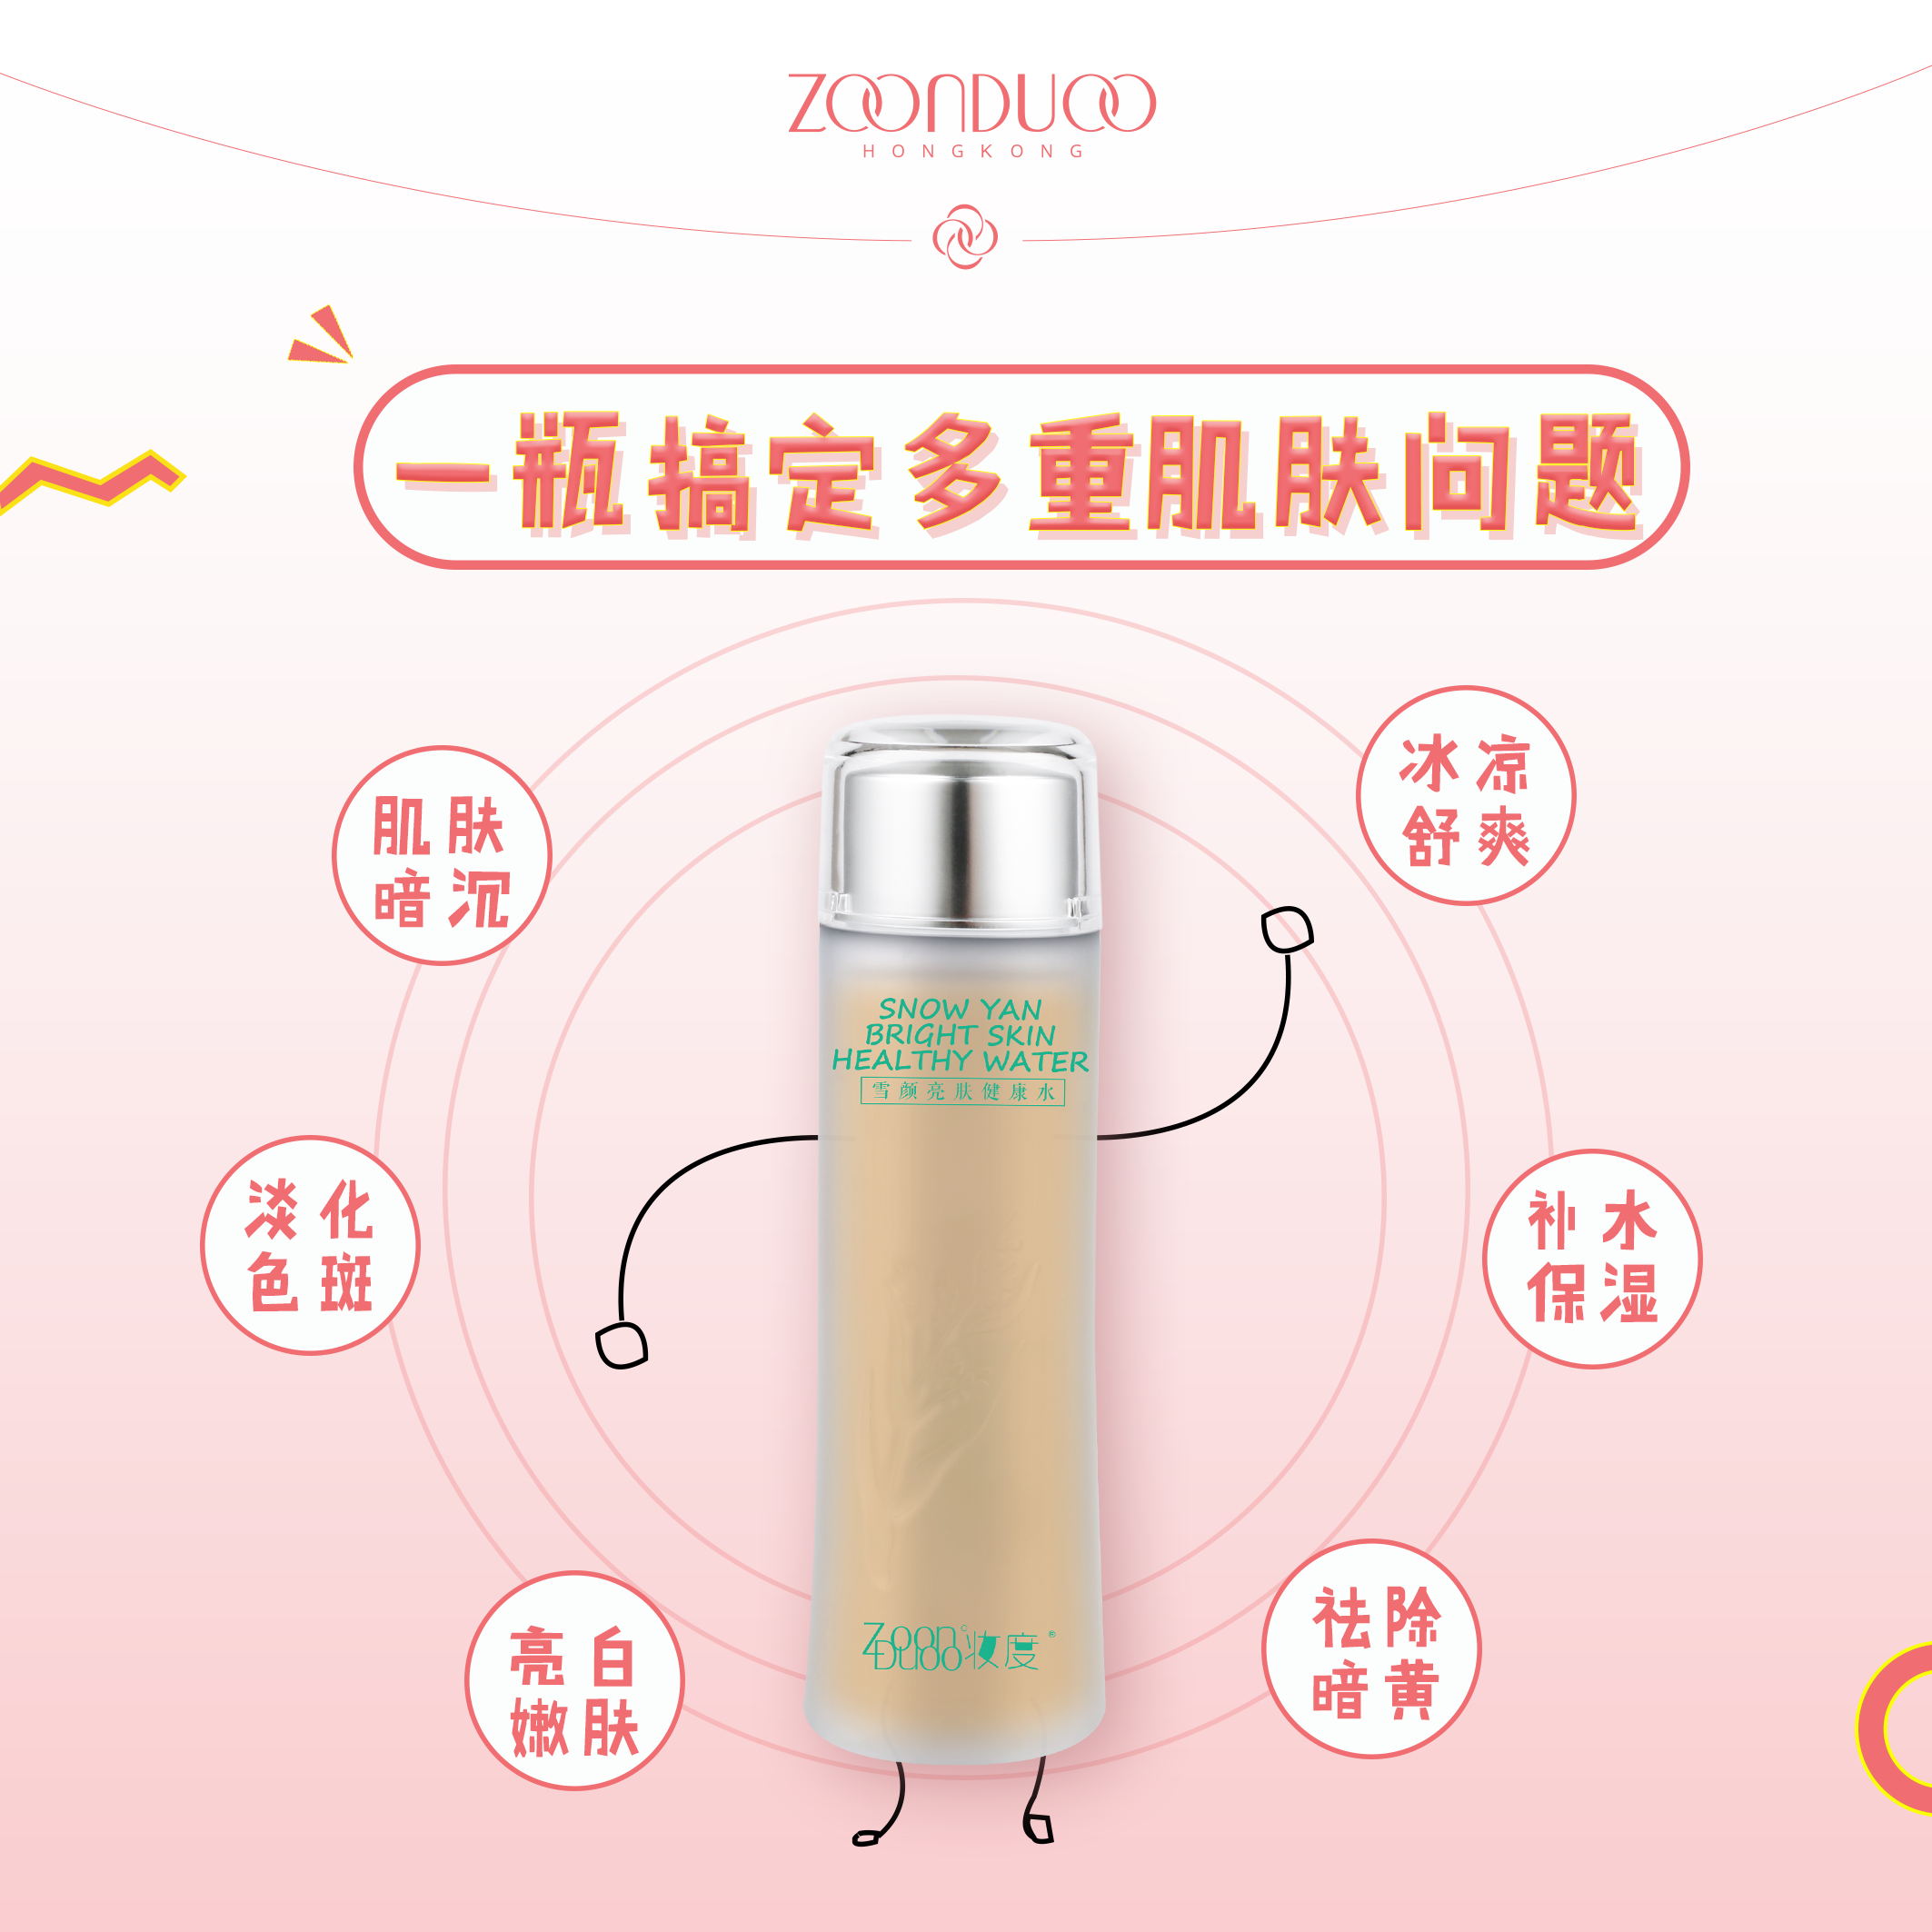 ZOONDUOO
HONGKONG
一瓶搞定多重肌肤问题
冰凉
舒爽
肌肤
暗沉
SNOW YAN
BRIGHT SKIN
HEALTHY WATER
雪颜亮肤健康水
淡化
色斑
补水
保湿
祛除
暗黄
亮白
嫩肤
ZOON
DUOO 妆度®